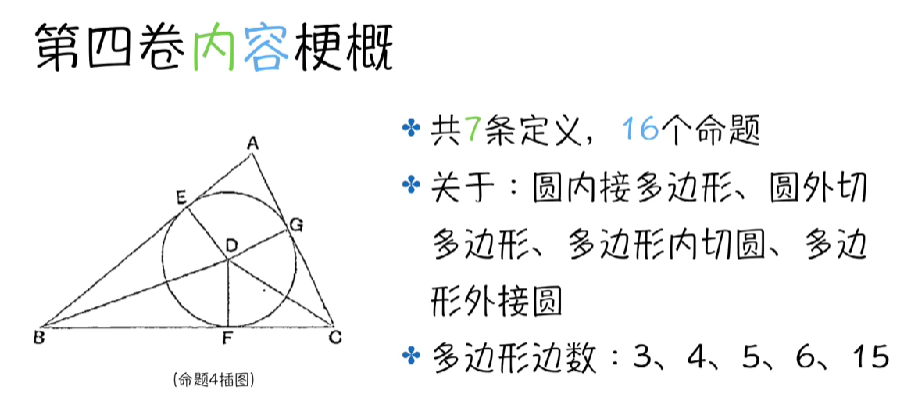 第四卷内容梗概
A
E
G
D
B
F
C
(命题4插图)
共7条定义，16个命题
关于：圆内接多边形、圆外切
多边形、多边形内切圆、多边
形外接圆
多边形边数：3、4、5、6、15